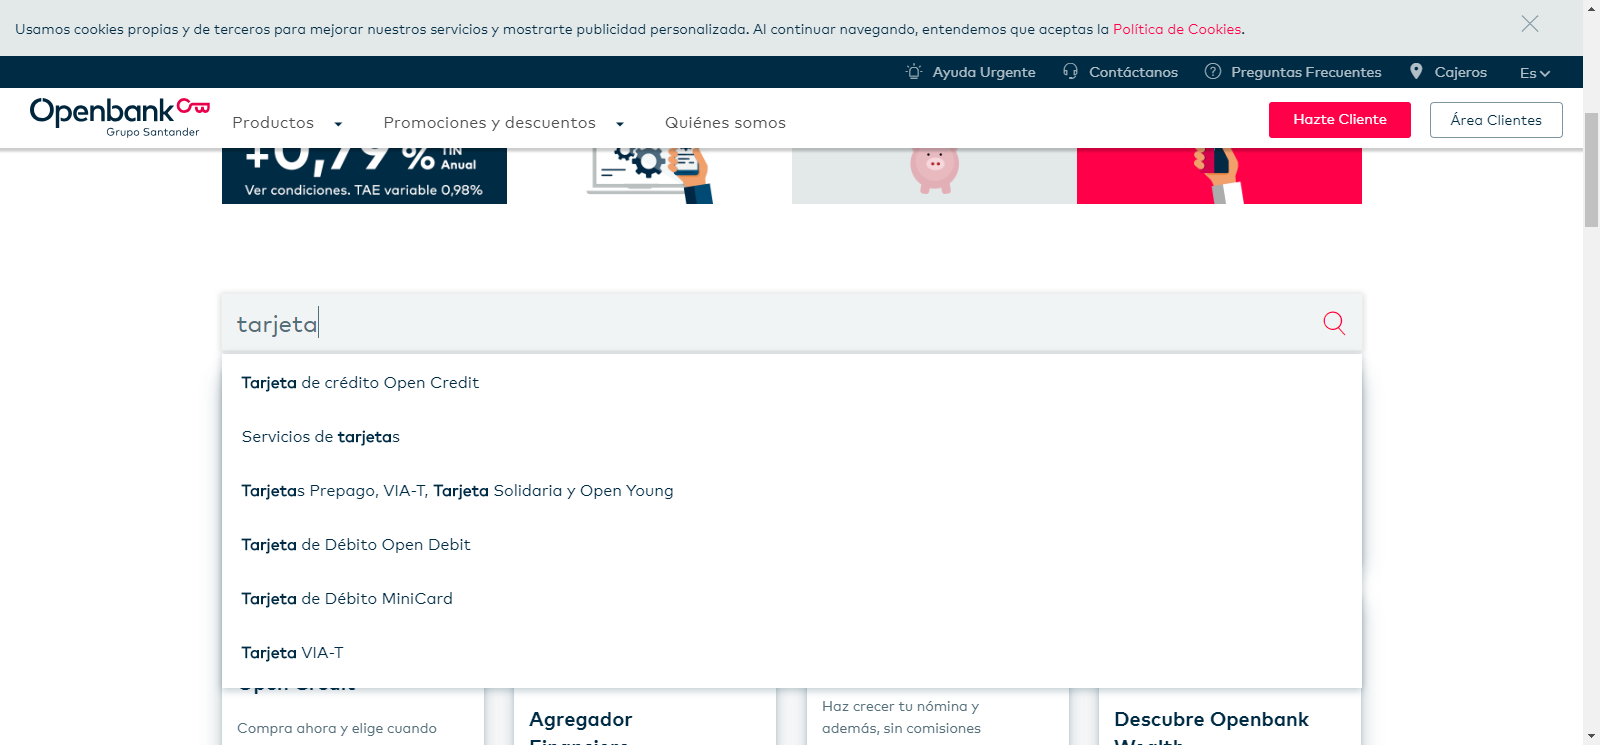 Usamos cookies propias y de terceros para mejorar nuestros servicios y mostrarte publicidad personalizada. Al continuar navegando, entendemos que aceptas la Política de Cookies.
Ayuda Urgente Contáctanos Preguntas Frecuentes Cajeros Es
Openbank
Grupo Santander
Productos Promociones y descuentos Quiénes somos Hazte Cliente Área Clientes
+0,79% TIN
Anual
Ver condiciones. TAE variable 0,98%
tarjeta
Tarjeta de crédito Open Credit
Servicios de tarjetas
Tarjetas Prepago, VIA-T, Tarjeta Solidaria y Open Young
Tarjeta de Débito Open Debit
Tarjeta de Débito MiniCard
Tarjeta VIA-T
Open Credit
Compra ahora y elige cuando
Agregador
Financiero
Haz crecer tu nómina y
además, sin comisiones
Descubre Openbank
Wealth